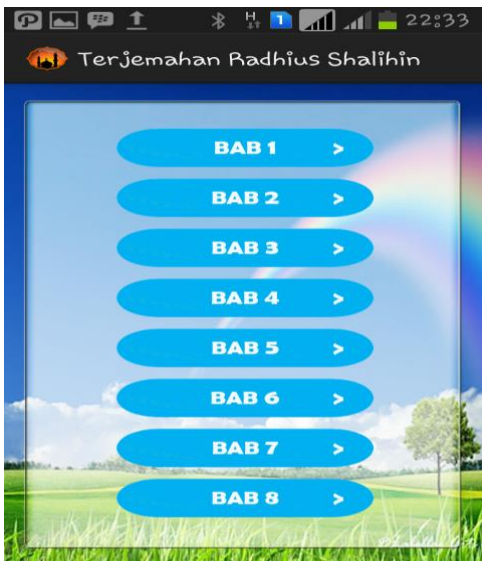 H 1 22:33
Terjemahan Radhius Shalihin
BAB 1 >
BAB 2 >
BAB 3 >
BAB 4 >
BAB 5 >
BAB 6 >
BAB 7 >
BAB 8 >